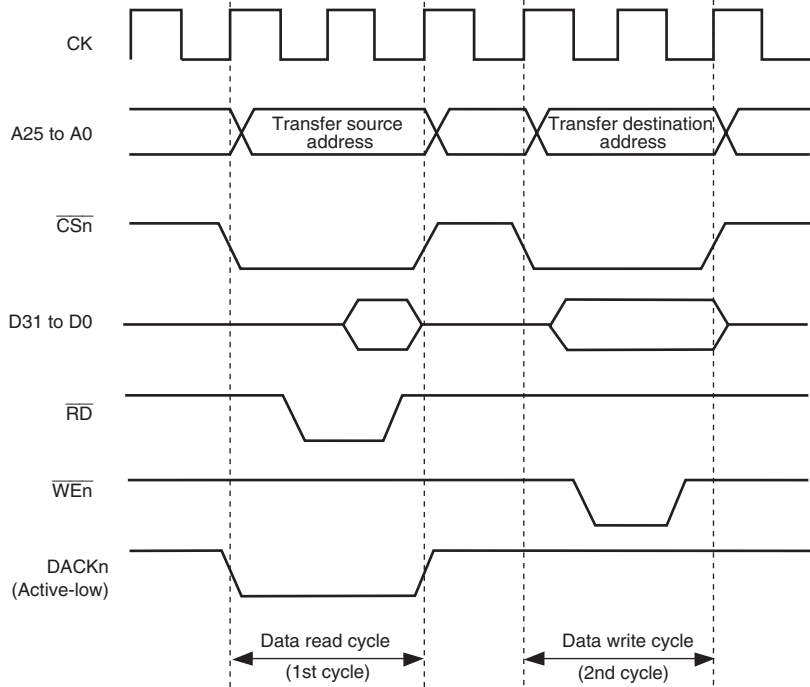 CK
A25 to A0
Transfer source
address
Transfer destination
address
CSn
D31 to D0
RD
WEn
DACKn
(Active-low)
Data read cycle
(1st cycle)
Data write cycle
(2nd cycle)